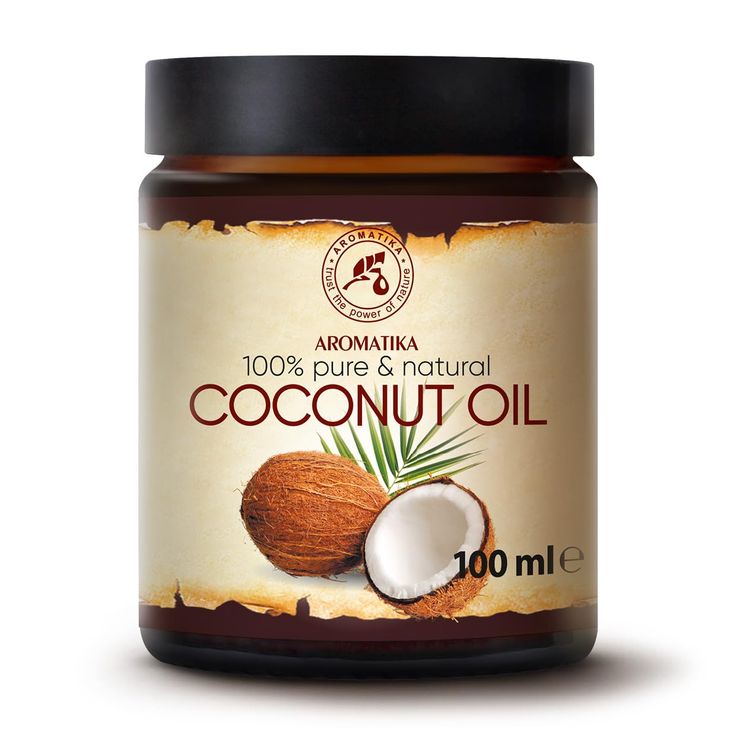 AROMATIKA
trust the power of nature
AROMATIKA
100% pure & natural
COCONUT OIL
100 ml ℮